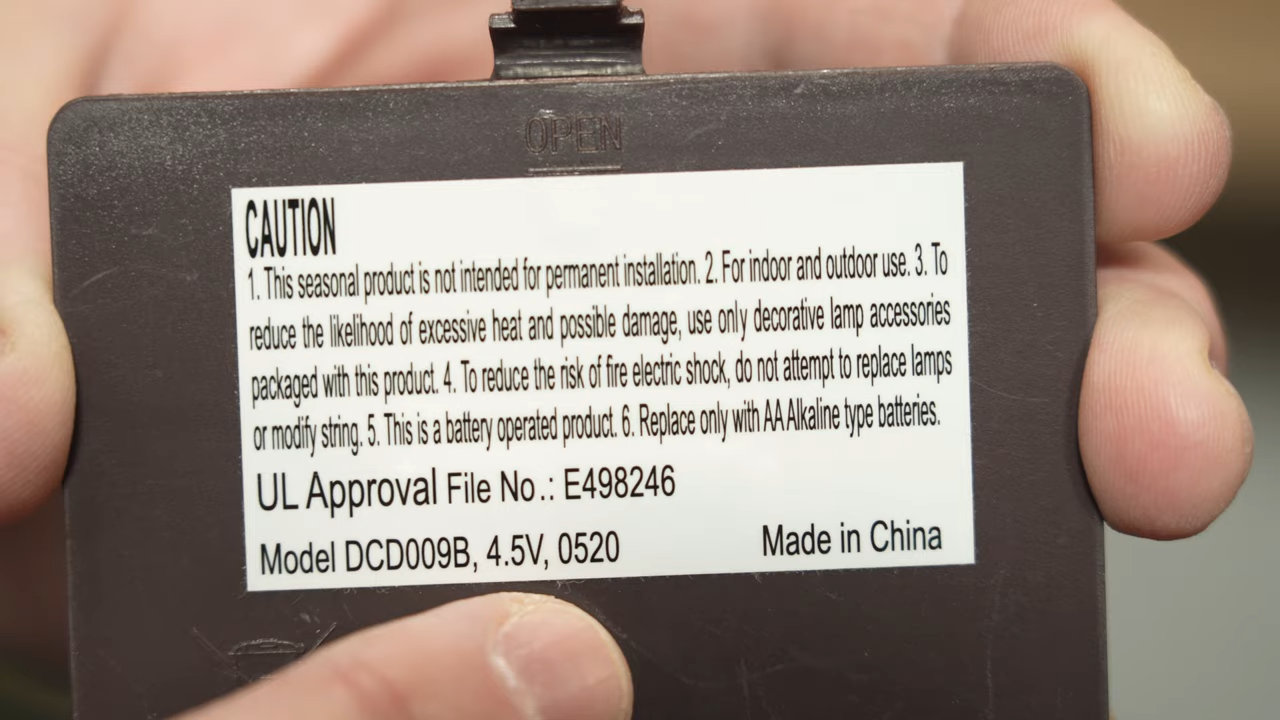 OPEN
CAUTION
1. This seasonal product is not intended for permanent installation. 2. For indoor and outdoor use. 3. To
reduce the likelihood of excessive heat and possible damage, use only decorative lamp accessories
packaged with this product. 4. To reduce the risk of fire electric shock, do not attempt to replace lamps
or modify string. 5. This is a battery operated product. 6. Replace only with AA Alkaline type batteries.
UL Approval File No.: E498246
Model DCD009B, 4.5V, 0520 Made in China